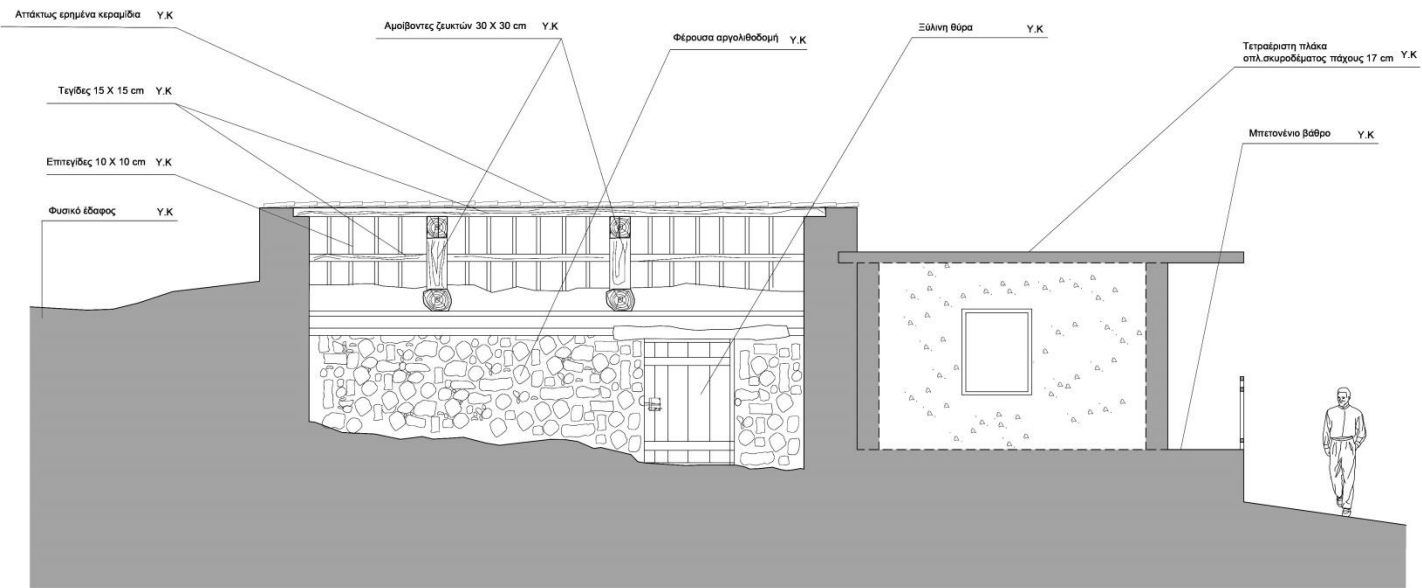 Ατtάκτως ερημένα κεραμίδια Υ.Κ
Αμοίβοντες ζευκτών 30 X 30 cm Υ.Κ
Ξύλινη θύρα Υ.Κ
Φέρουσα αργολιθοδομή Υ.Κ
Τετραέριστη πλάκα
οπλ.σκυροδέματος πάχους 17 cm Υ.Κ
Τεγίδες 15 X 15 cm Υ.Κ
Μπετονένιο βάθρο Υ.Κ
Επιτεγίδες 10 X 10 cm Υ.Κ
Φυσικό έδαφος Υ.Κ